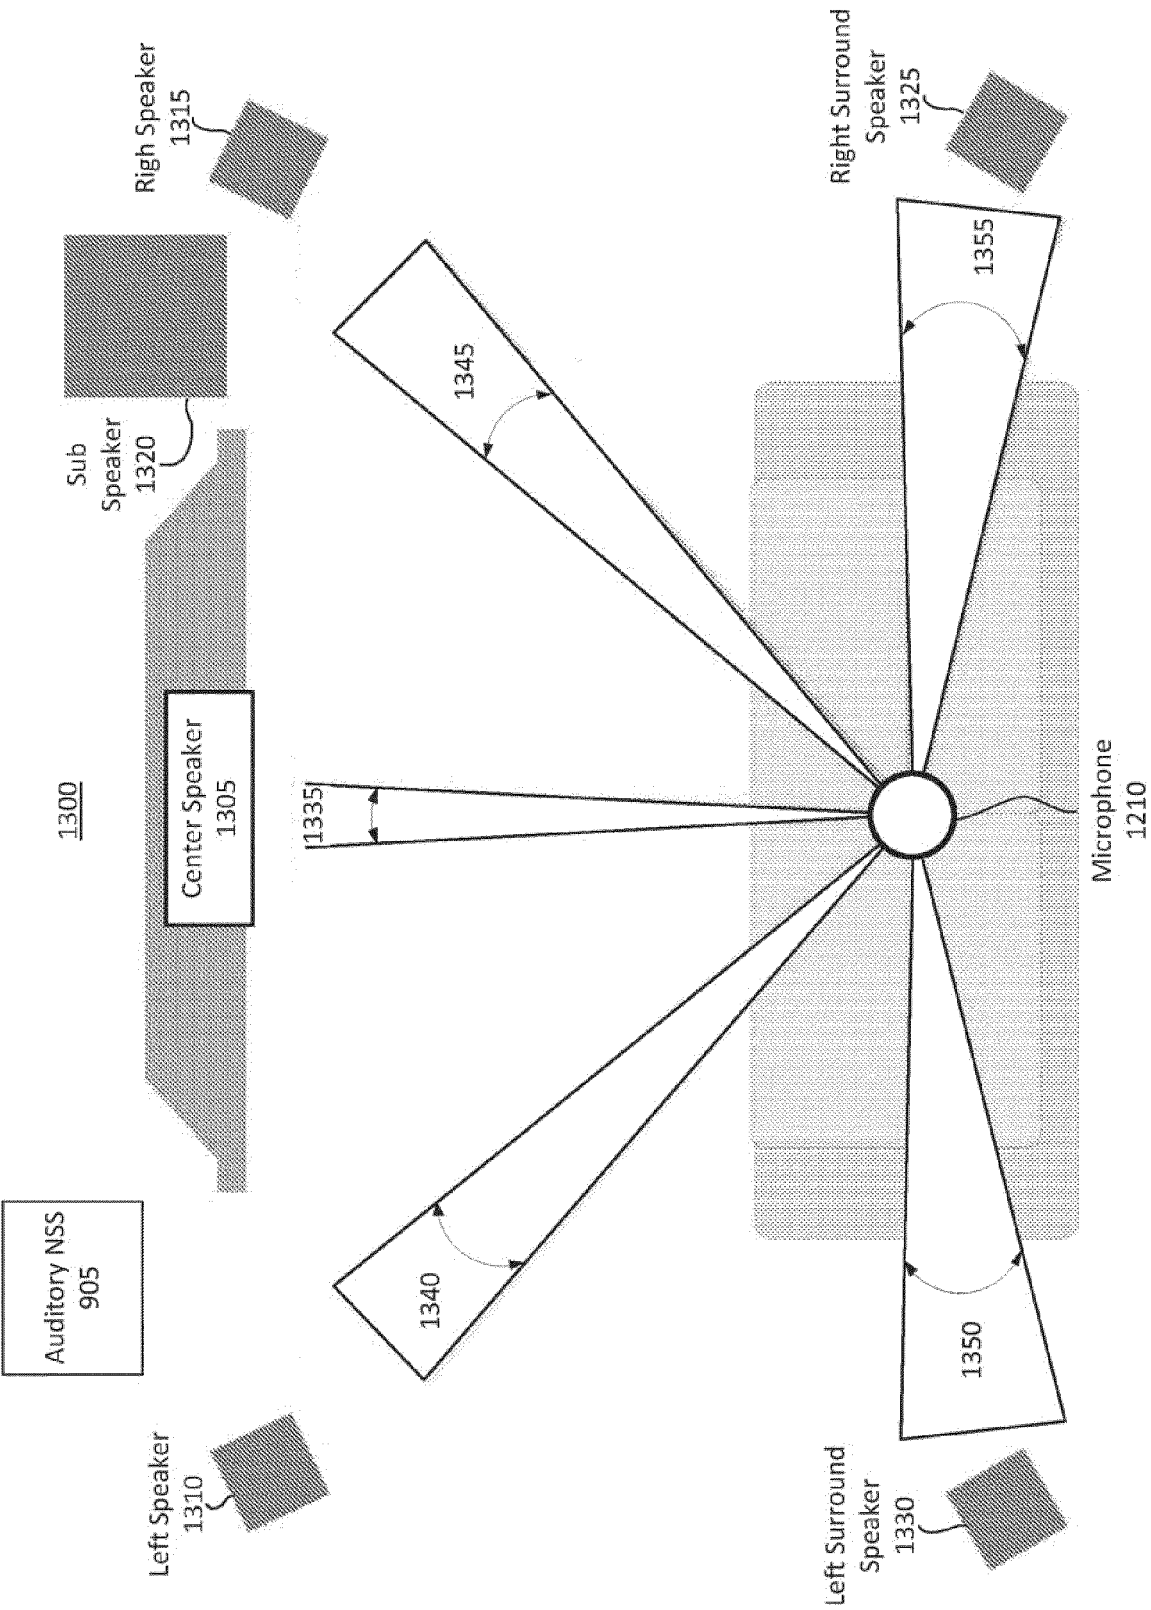 1300
Auditory NSS
905
Left Speaker
1310
Center Speaker
1305
Sub
Speaker
1320
Righ Speaker
1315
1335
1340
1345
1350
1355
Left Surround
Speaker
1330
Microphone
1210
Right Surround
Speaker
1325